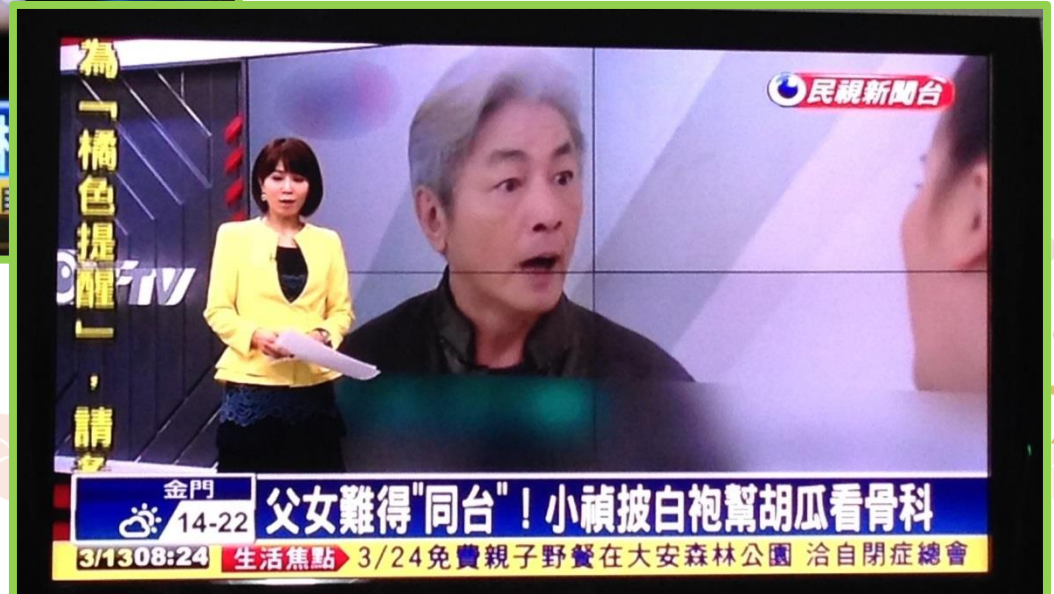 為「橘色提醒」，請
民視新聞台
FTV
金門
14-22
父女難得"同台"！小禎披白袍幫胡瓜看骨科
3/13 08:24
生活焦點
3/24免費親子野餐在大安森林公園 洽自閉症總會